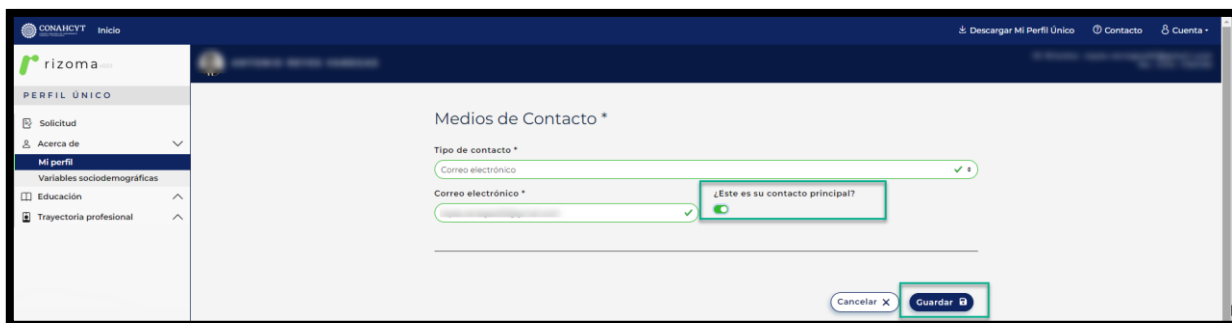 CONAHCYT Inicio
Descargar Mi Perfil Único Contacto Cuenta
rizoma
PERFIL ÚNICO
Solicitud
Acerca de
Mi perfil
Variables sociodemográficas
Educación
Trayectoria profesional
Medios de Contacto *
Tipo de contacto *
Correo electrónico
Correo electrónico * ¿Este es su contacto principal?
Cancelar X Guardar